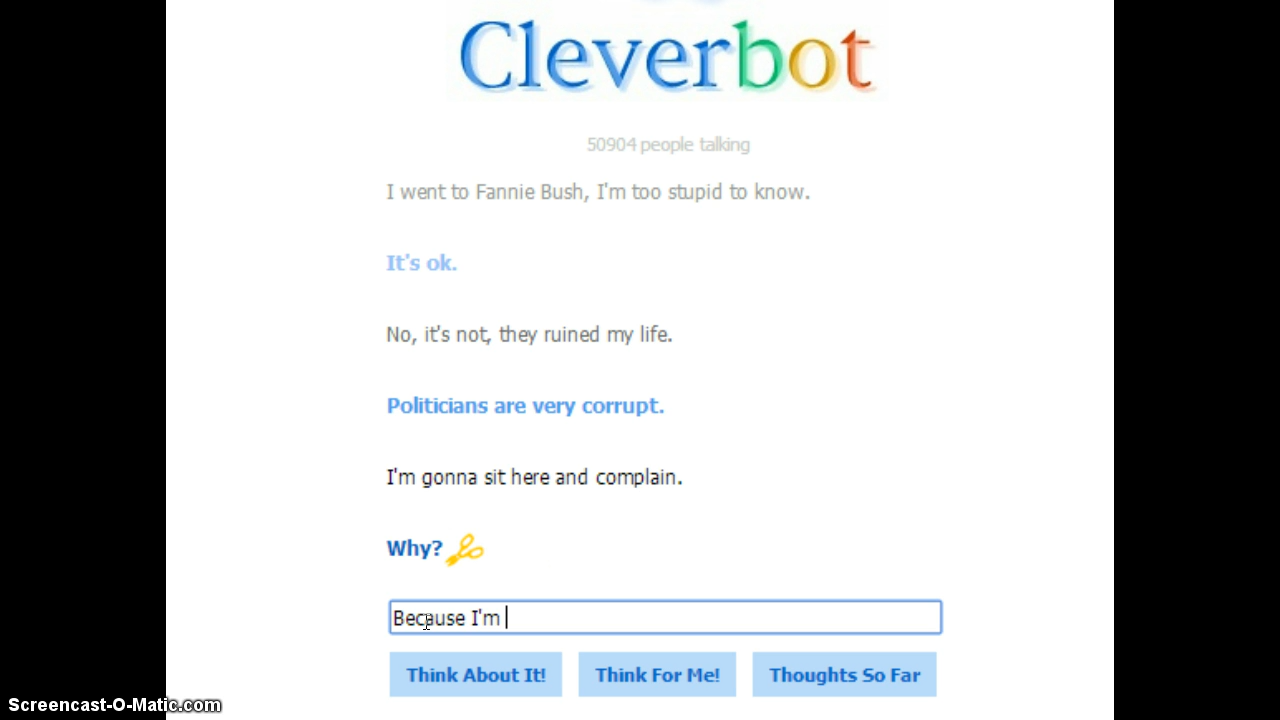 Cleverbot
50904 people talking
I went to Fannie Bush, I'm too stupid to know.
It's ok.
No, it's not, they ruined my life.
Politicians are very corrupt.
I'm gonna sit here and complain.
Why?
Because I'm
Think About It! Think For Me! Thoughts So Far
Screencast-O-Matic.com